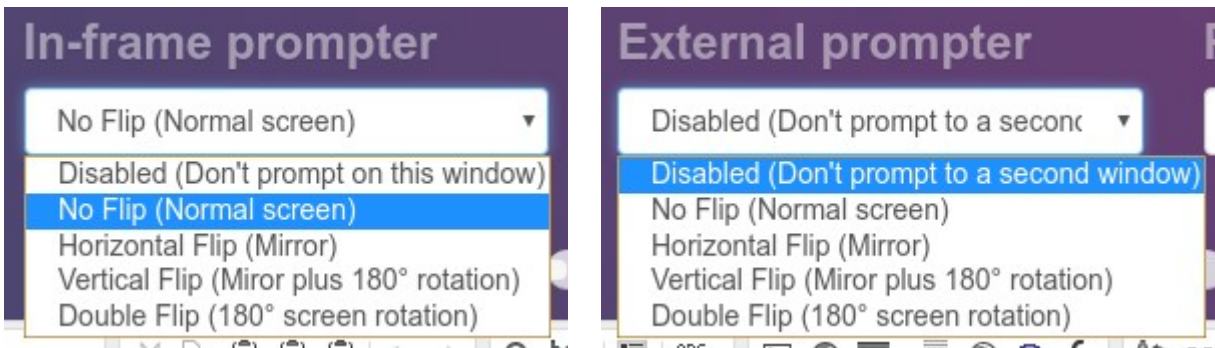 In-frame prompter
No Flip (Normal screen)
Disabled (Don't prompt on this window)
No Flip (Normal screen)
Horizontal Flip (Mirror)
Vertical Flip (Miror plus 180° rotation)
Double Flip (180° screen rotation)
External prompter
Disabled (Don't prompt to a second
Disabled (Don't prompt to a second window)
No Flip (Normal screen)
Horizontal Flip (Mirror)
Vertical Flip (Miror plus 180° rotation)
Double Flip (180° screen rotation)